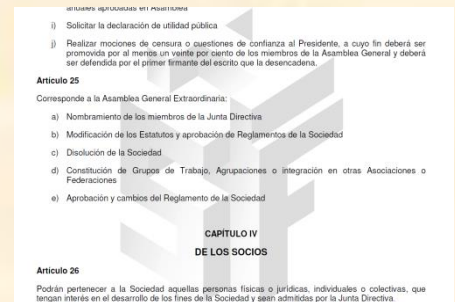 anuales aprobadas en Asamblea
i) Solicitar la declaración de utilidad pública
j) Realizar mociones de censura o cuestiones de confianza al Presidente, a cuyo fin deberá ser
promovida por al menos un veinte por ciento de los miembros de la Asamblea General y deberá
ser defendida por el primer firmante del escrito que la desencadena.
Artículo 25
Corresponde a la Asamblea General Extraordinaria:
a) Nombramiento de los miembros de la Junta Directiva
b) Modificación de los Estatutos y aprobación de Reglamentos de la Sociedad
c) Disolución de la Sociedad
d) Constitución de Grupos de Trabajo, Agrupaciones o integración en otras Asociaciones o
Federaciones
e) Aprobación y cambios del Reglamento de la Sociedad
CAPÍTULO IV
DE LOS SOCIOS
Artículo 26
Podrán pertenecer a la Sociedad aquellas personas físicas o jurídicas, individuales o colectivas, que
tengan interés en el desarrollo de los fines de la Sociedad y sean admitidas por la Junta Directiva.